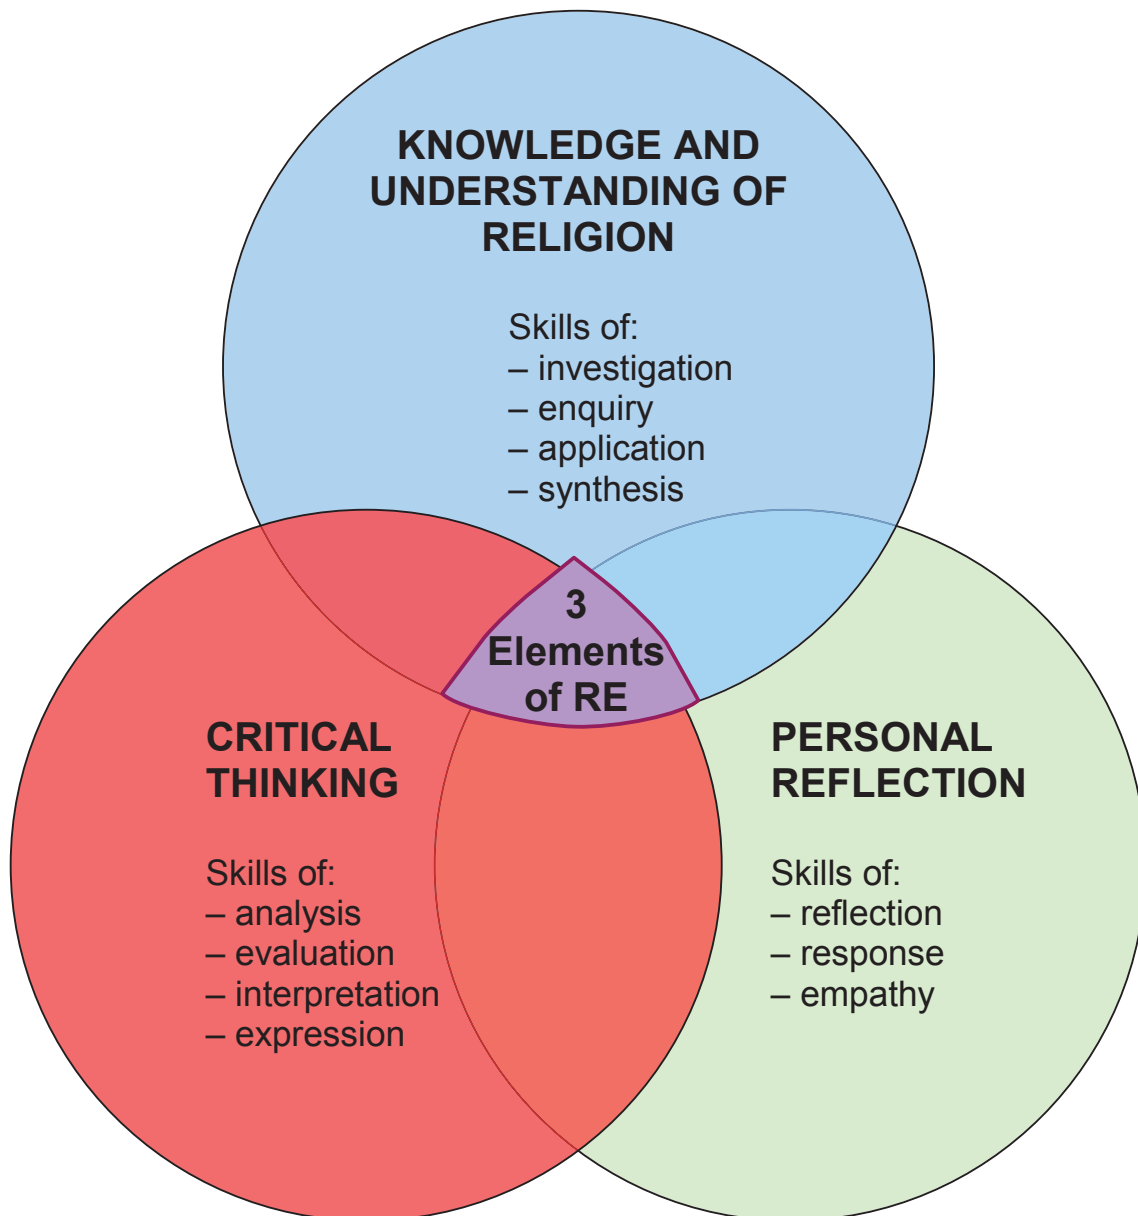 KNOWLEDGE AND
UNDERSTANDING OF
RELIGION
Skills of:
– investigation
– enquiry
– application
– synthesis
3
Elements
of RE
CRITICAL
THINKING
Skills of:
– analysis
– evaluation
– interpretation
– expression
PERSONAL
REFLECTION
Skills of:
– reflection
– response
– empathy